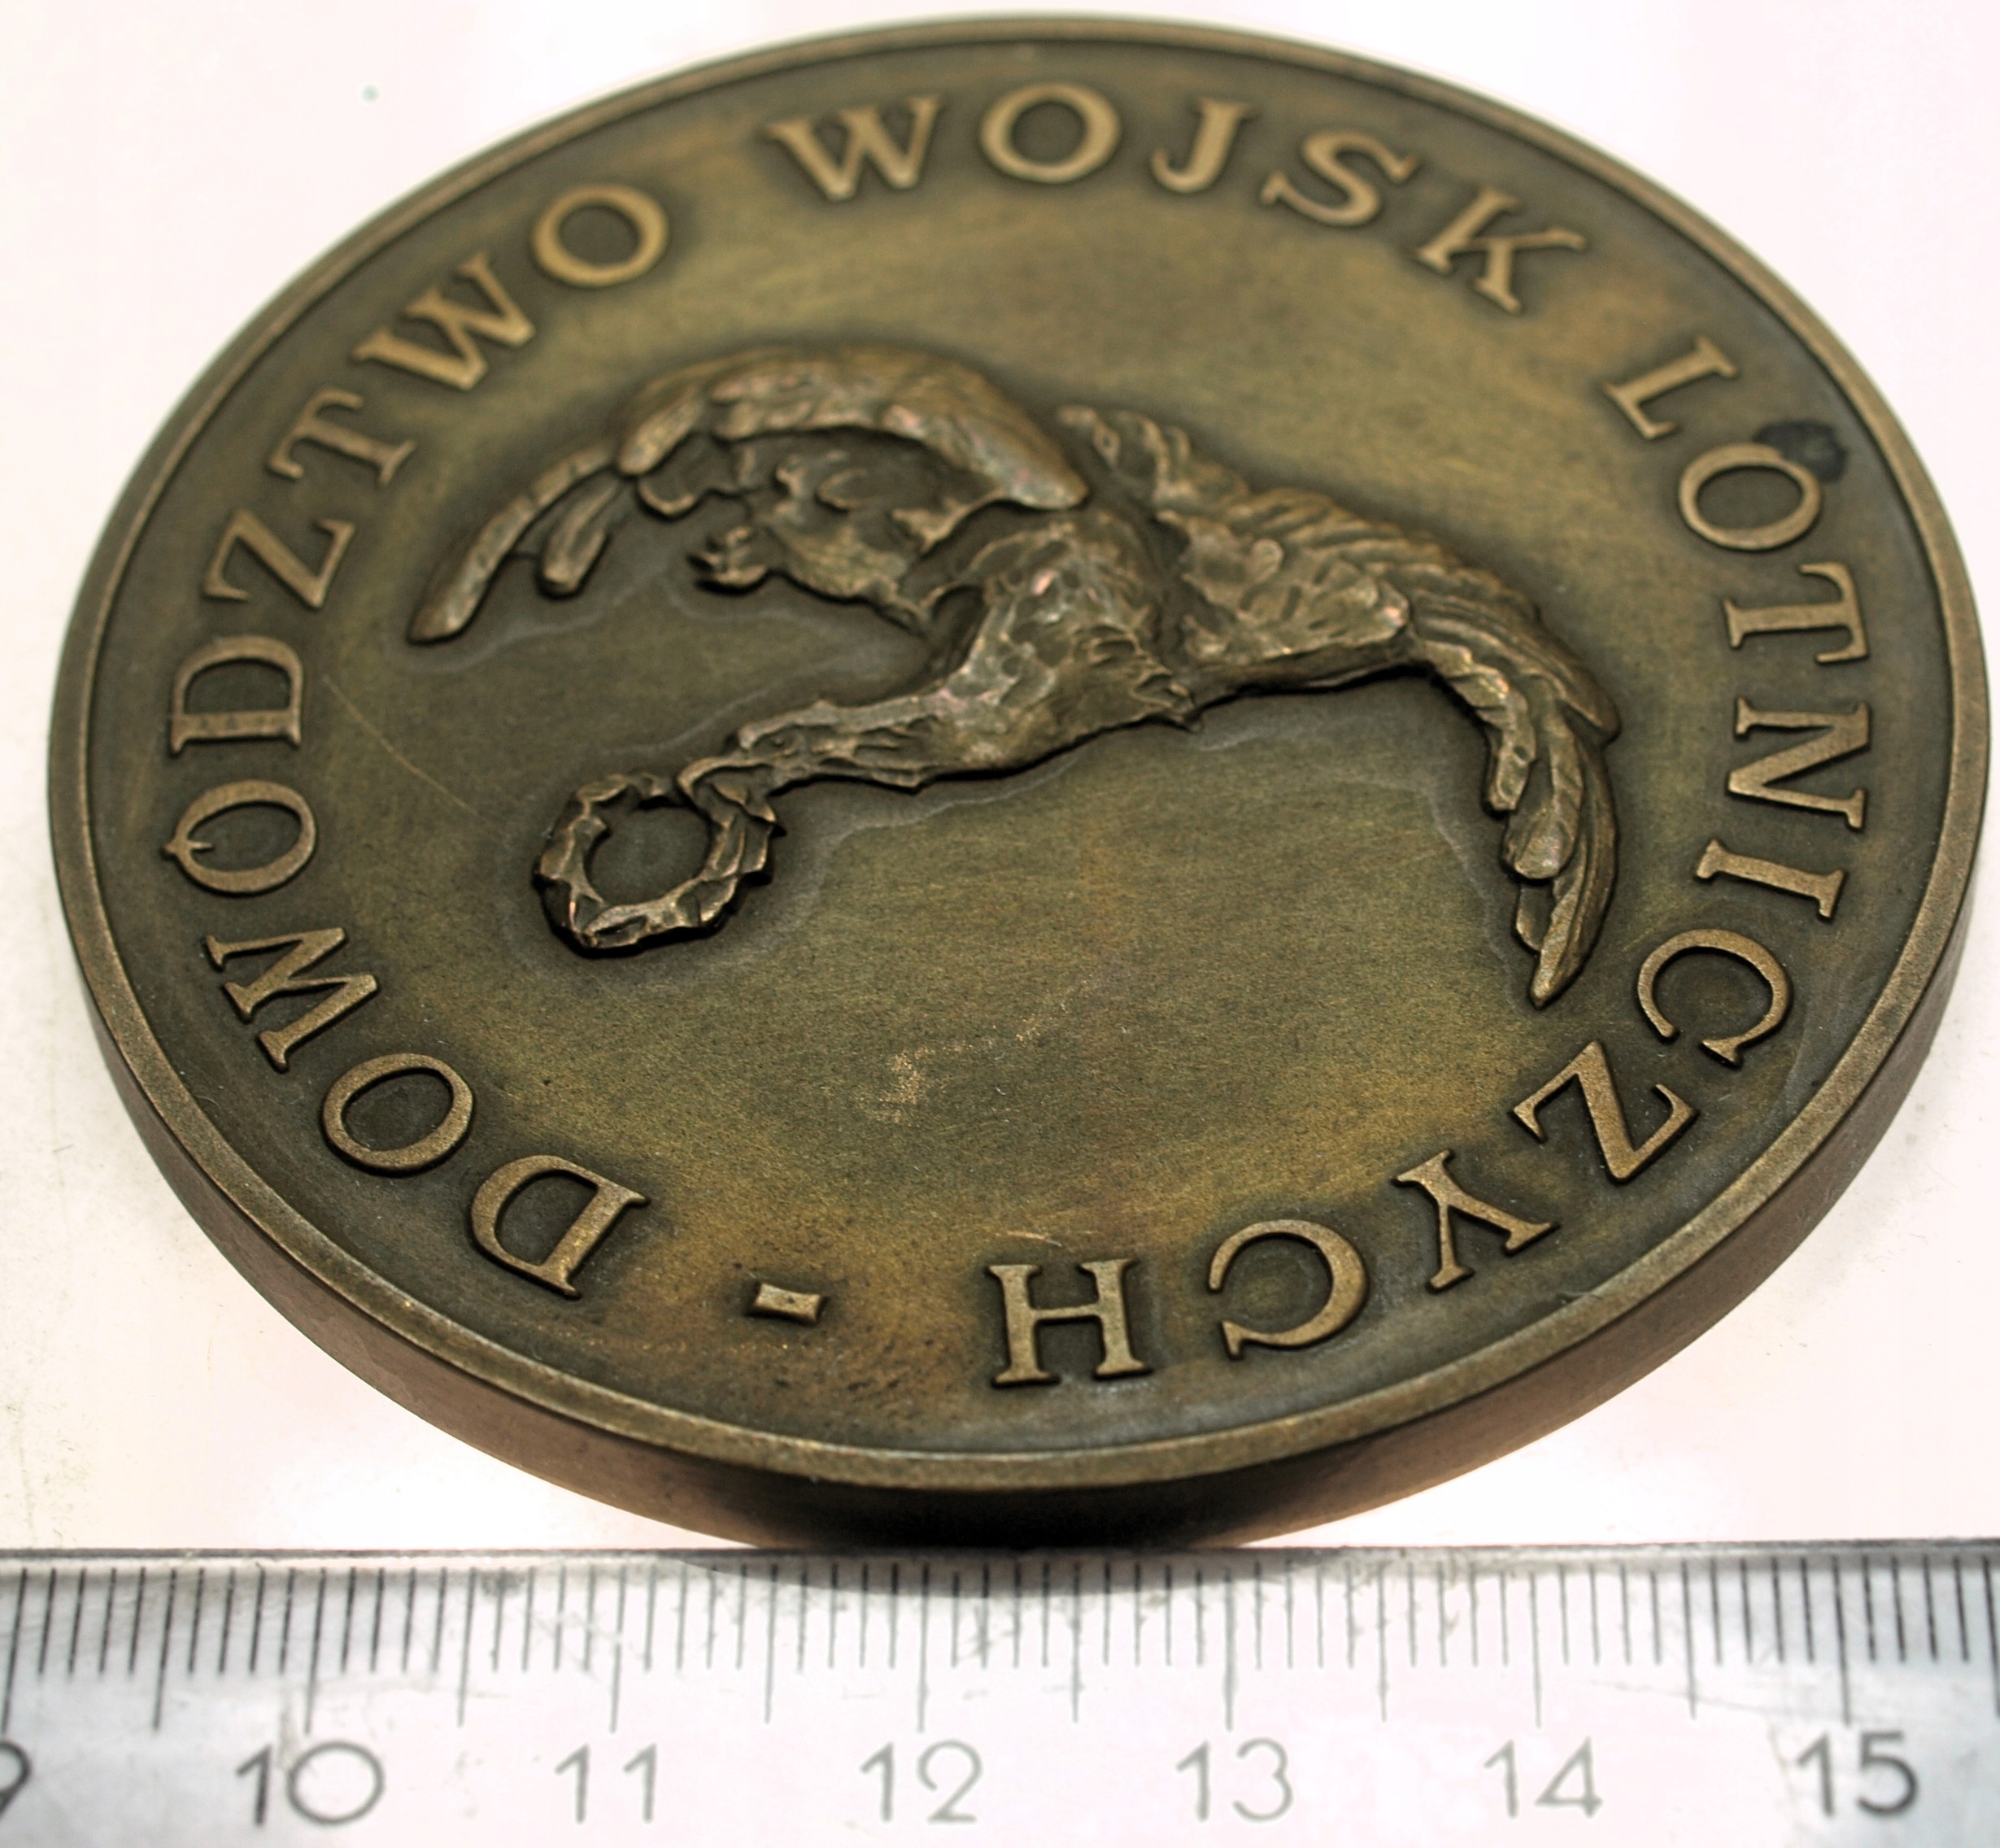 DOWÓDZTWO WOJSK LOTNICZYCH -
9 10 11 12 13 14 15